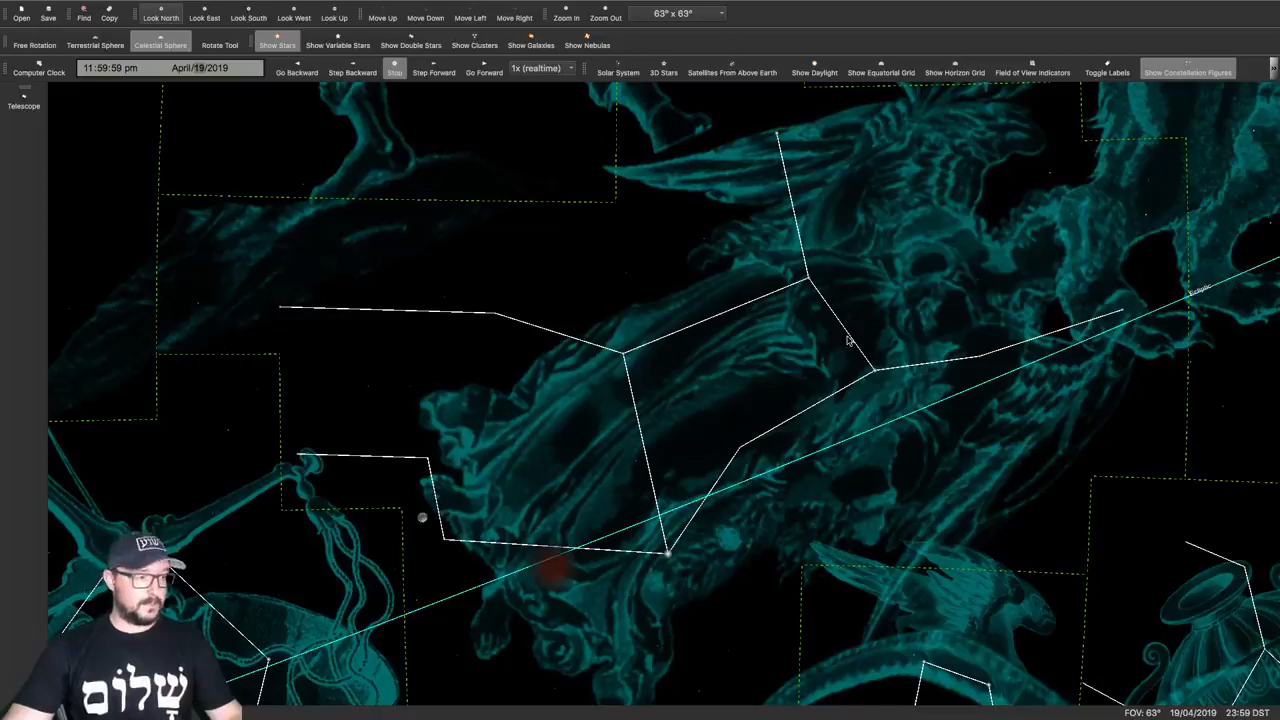 Open Save Find Copy Look North Look East Look South Look West Look Up Move Up Move Down Move Left Move Right Zoom In Zoom Out 63° x 63°
Free Rotation Terrestrial Sphere Celestial Sphere Rotate Tool Show Stars Show Variable Stars Show Double Stars Show Clusters Show Galaxies Show Nebulas
Computer Clock 11:59:59 pm April/19/2019 Go Backward Step Backward Stop Step Forward Go Forward 1x (realtime) Solar System 3D Stars Satellites From Above Earth Show Daylight Show Equatorial Grid Show Horizon Grid Field of View Indicators Toggle Labels Show Constellation Figures »
Telescope
Ecliptic
ישוע
שָׁלוֹם
FOV: 63° 19/04/2019 23:59 DST